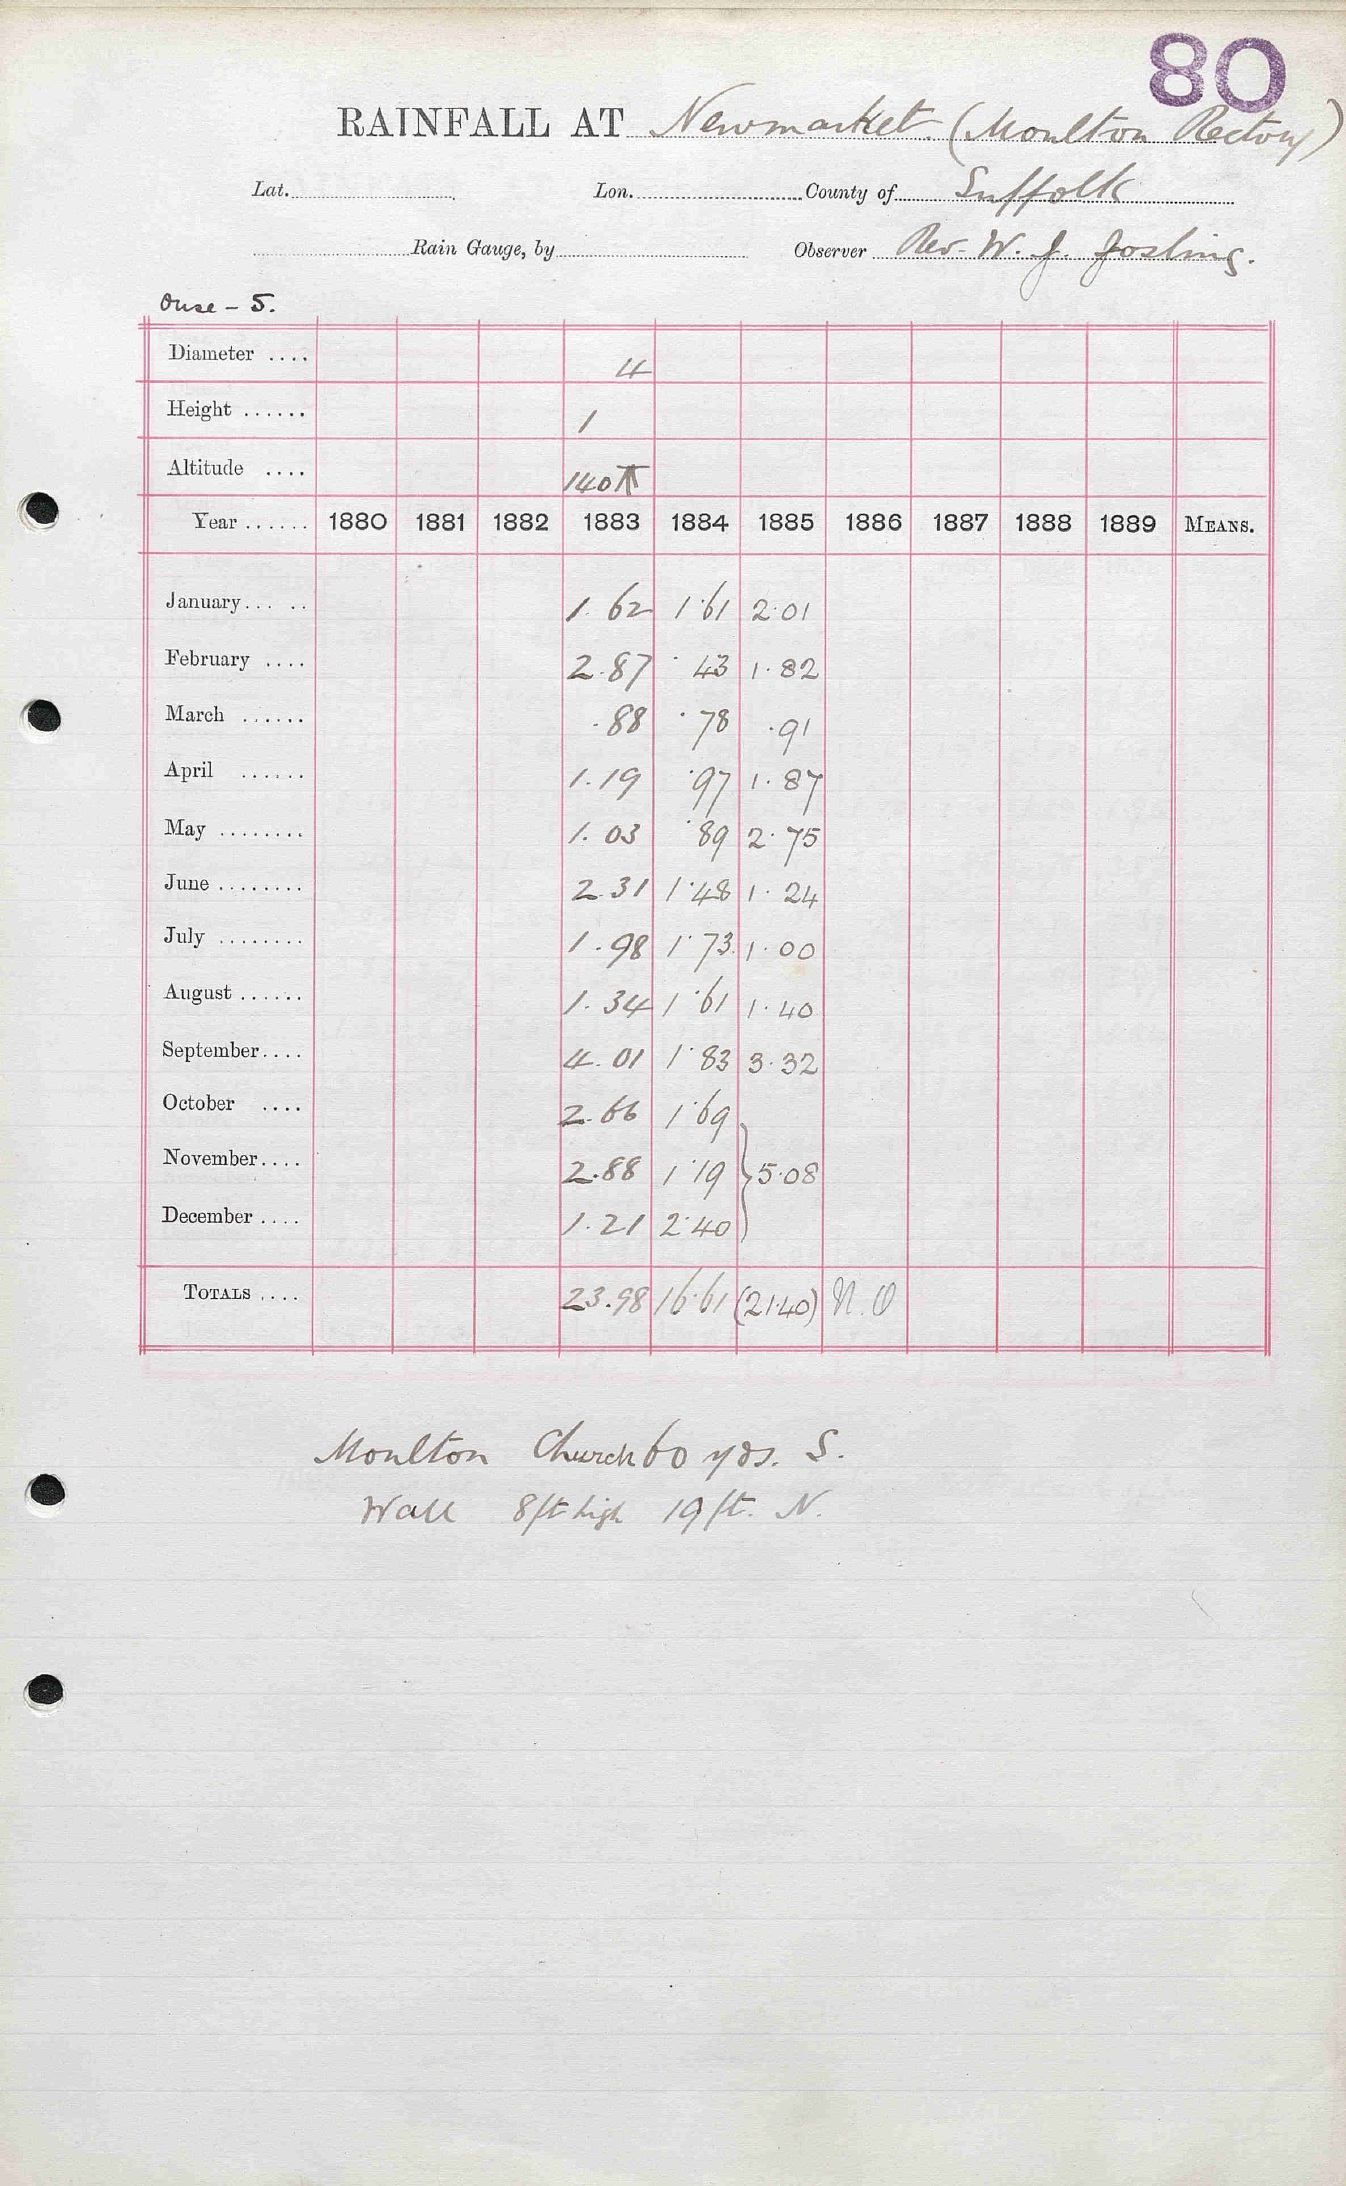 80
RAINFALL AT Newmarket. (Moulton Rectory)
Lat. Lon. County of Suffolk
Rain Gauge, by Observer Rev. W. J. Josling.
Ouse - 5.
Diameter .... 4
Height ...... 1
Altitude .... 140
Year ...... 1880 1881 1882 1883 1884 1885 1886 1887 1888 1889 MEANS.
January... .. 1.62 1.61 2.01
February .... 2.87 .43 1.82
March ...... .88 .78 .91
April ...... 1.19 .97 1.87
May ........ 1.03 .89 2.75
June ........ 2.31 1.48 1.24
July ........ 1.98 1.73 1.00
August ...... 1.34 1.61 1.40
September.... 4.01 1.83 3.32
October .... 2.66 1.69
November.... 2.88 1.19 } 5.08
December .... 1.21 2.40
TOTALS .... 23.98 16.61 (21.40) N.O
Moulton Church 60 yds. S.
Wall 8ft high 19 ft. N.